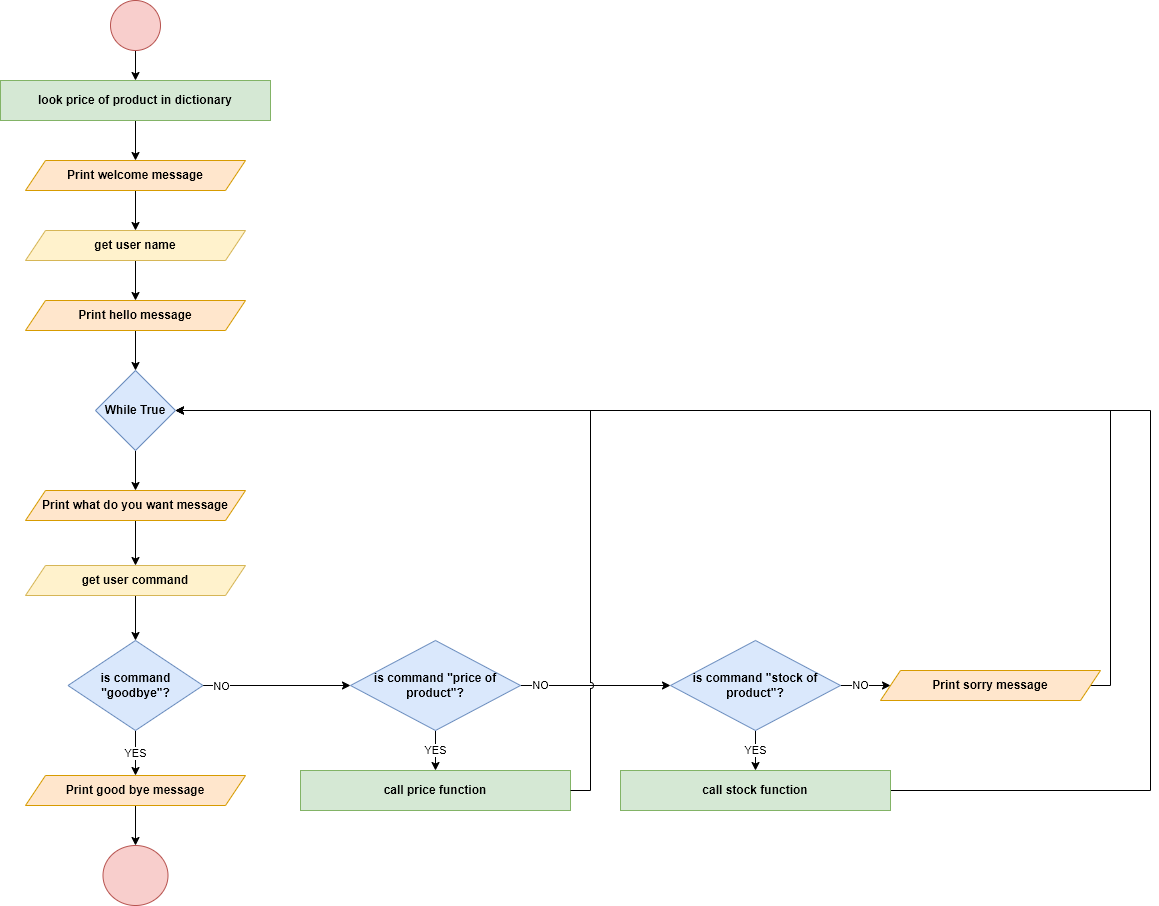 look price of product in dictionary
Print welcome message
get user name
Print hello message
While True
Print what do you want message
get user command
is command
"goodbye"?
NO
is command "price of
product"?
NO
is command "stock of
product"?
NO
Print sorry message
YES
YES
YES
Print good bye message
call price function
call stock function